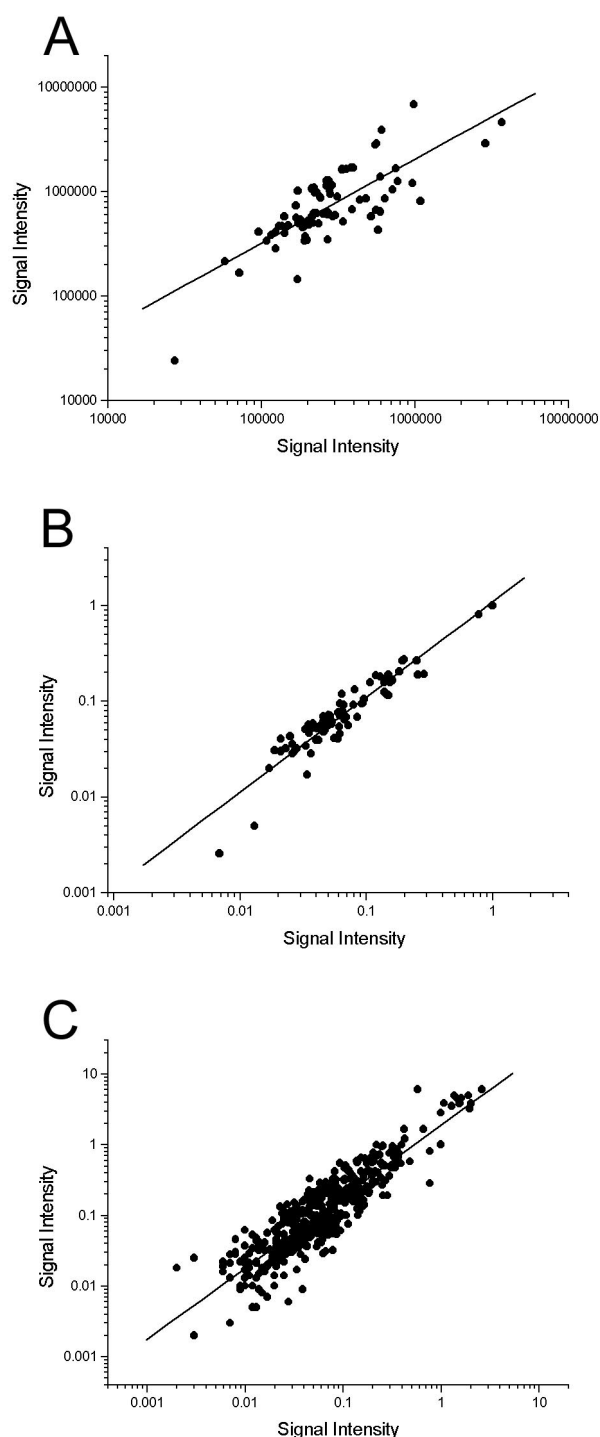 A
10000000
1000000
100000
10000
Signal Intensity
10000 100000 1000000 10000000
Signal Intensity
B
1
0.1
0.01
0.001
Signal Intensity
0.001 0.01 0.1 1
Signal Intensity
C
10
1
0.1
0.01
0.001
Signal Intensity
0.001 0.01 0.1 1 10
Signal Intensity